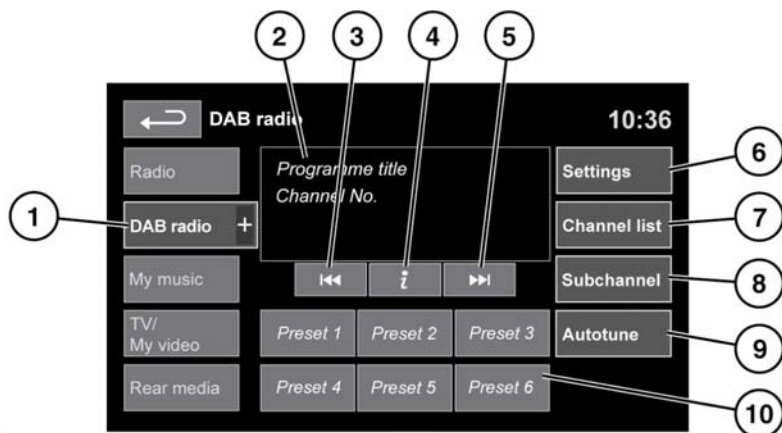 2
3
4
5
DAB radio
10:36
Radio
Programme title
Channel No.
Settings
6
1
DAB radio +
Channel list
7
My music
i
Subchannel
8
TV/
My video
Preset 1
Preset 2
Preset 3
Autotune
9
Rear media
Preset 4
Preset 5
Preset 6
10